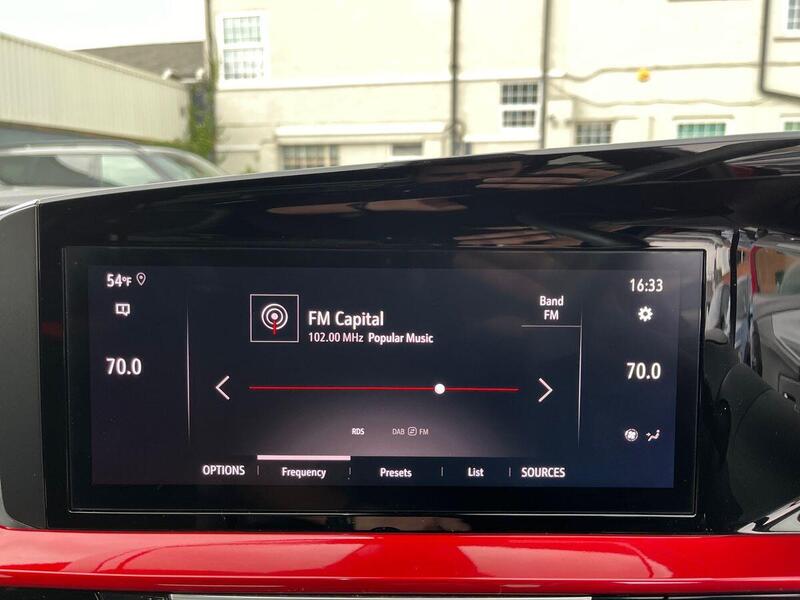 54°F
16:33
FM Capital
102.00 MHz Popular Music
Band
FM
70.0
70.0
RDS
DAB FM
OPTIONS
Frequency
Presets
List
SOURCES